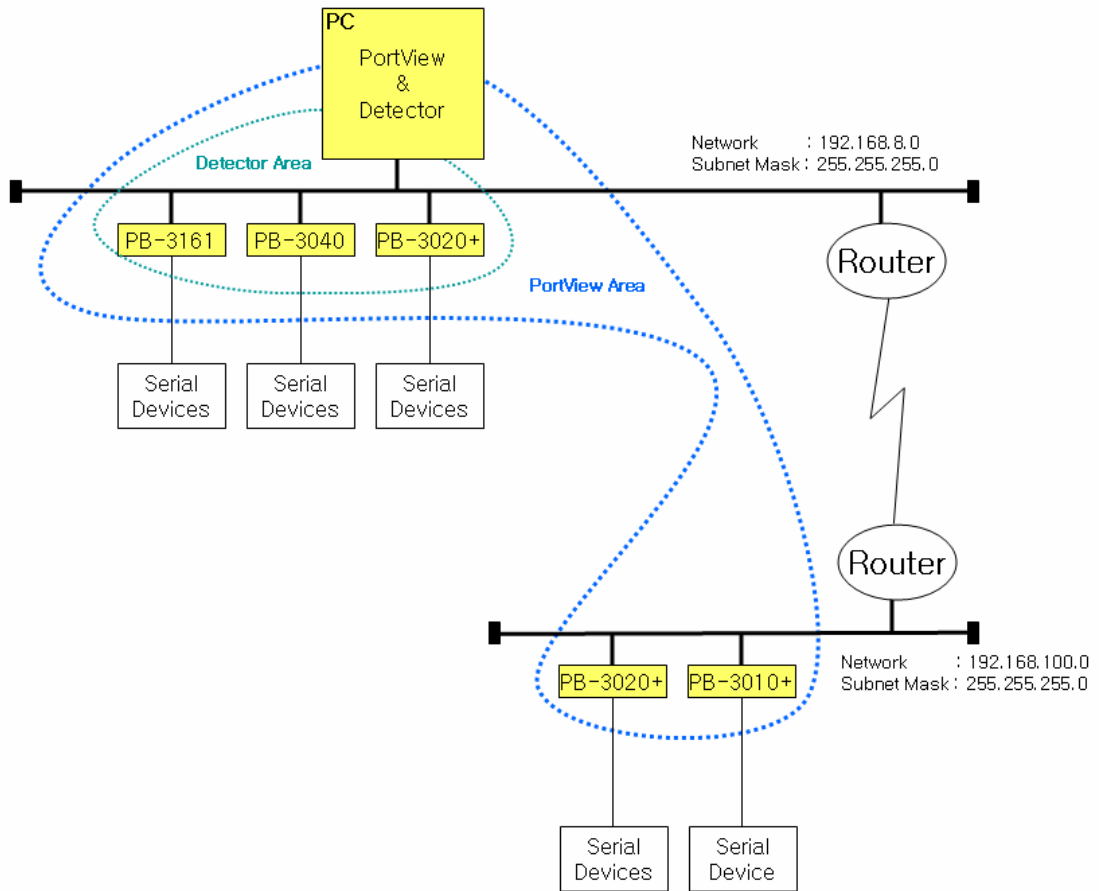 PC
PortView
&
Detector
Detector Area
Network : 192.168.8.0
Subnet Mask : 255.255.255.0
PB-3161
PB-3040
PB-3020+
Router
PortView Area
Serial
Devices
Serial
Devices
Serial
Devices
Router
Network : 192.168.100.0
Subnet Mask : 255.255.255.0
PB-3020+
PB-3010+
Serial
Devices
Serial
Device